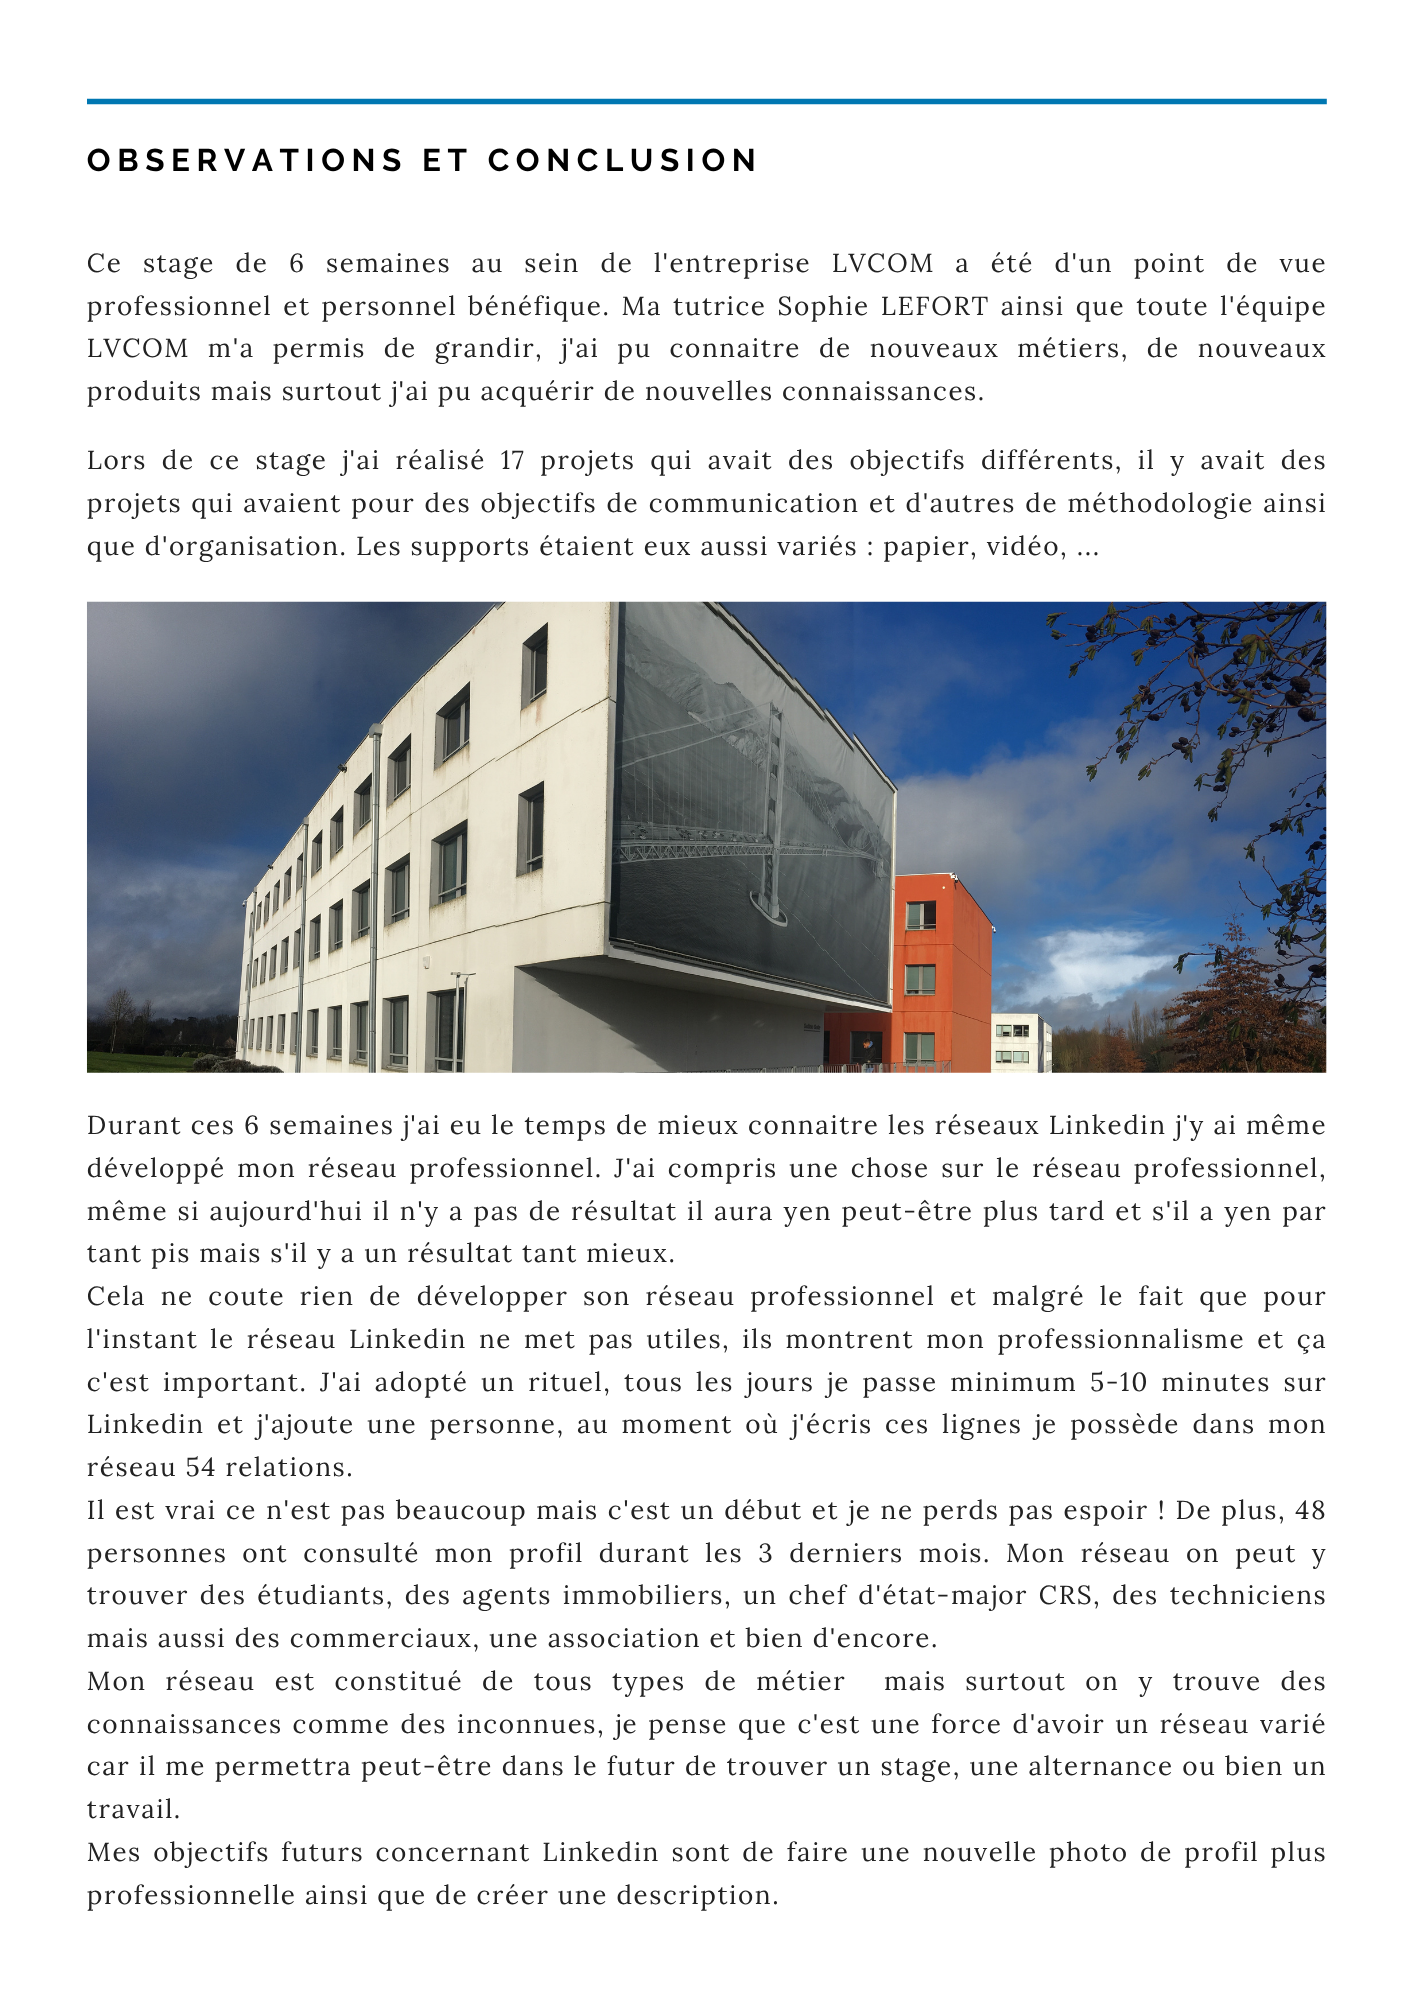 OBSERVATIONS ET CONCLUSION
Ce stage de 6 semaines au sein de l'entreprise LVCOM a été d'un point de vue
professionnel et personnel bénéfique. Ma tutrice Sophie LEFORT ainsi que toute l'équipe
LVCOM m'a permis de grandir, j'ai pu connaitre de nouveaux métiers, de nouveaux
produits mais surtout j'ai pu acquérir de nouvelles connaissances.
Lors de ce stage j'ai réalisé 17 projets qui avait des objectifs différents, il y avait des
projets qui avaient pour des objectifs de communication et d'autres de méthodologie ainsi
que d'organisation. Les supports étaient eux aussi variés : papier, vidéo, ...
Durant ces 6 semaines j'ai eu le temps de mieux connaitre les réseaux Linkedin j'y ai même
développé mon réseau professionnel. J'ai compris une chose sur le réseau professionnel,
même si aujourd'hui il n'y a pas de résultat il aura yen peut-être plus tard et s'il a yen par
tant pis mais s'il y a un résultat tant mieux.
Cela ne coute rien de développer son réseau professionnel et malgré le fait que pour
l'instant le réseau Linkedin ne met pas utiles, ils montrent mon professionnalisme et ça
c'est important. J'ai adopté un rituel, tous les jours je passe minimum 5-10 minutes sur
Linkedin et j'ajoute une personne, au moment où j'écris ces lignes je possède dans mon
réseau 54 relations.
Il est vrai ce n'est pas beaucoup mais c'est un début et je ne perds pas espoir ! De plus, 48
personnes ont consulté mon profil durant les 3 derniers mois. Mon réseau on peut y
trouver des étudiants, des agents immobiliers, un chef d'état-major CRS, des techniciens
mais aussi des commerciaux, une association et bien d'encore.
Mon réseau est constitué de tous types de métier mais surtout on y trouve des
connaissances comme des inconnues, je pense que c'est une force d'avoir un réseau varié
car il me permettra peut-être dans le futur de trouver un stage, une alternance ou bien un
travail.
Mes objectifs futurs concernant Linkedin sont de faire une nouvelle photo de profil plus
professionnelle ainsi que de créer une description.